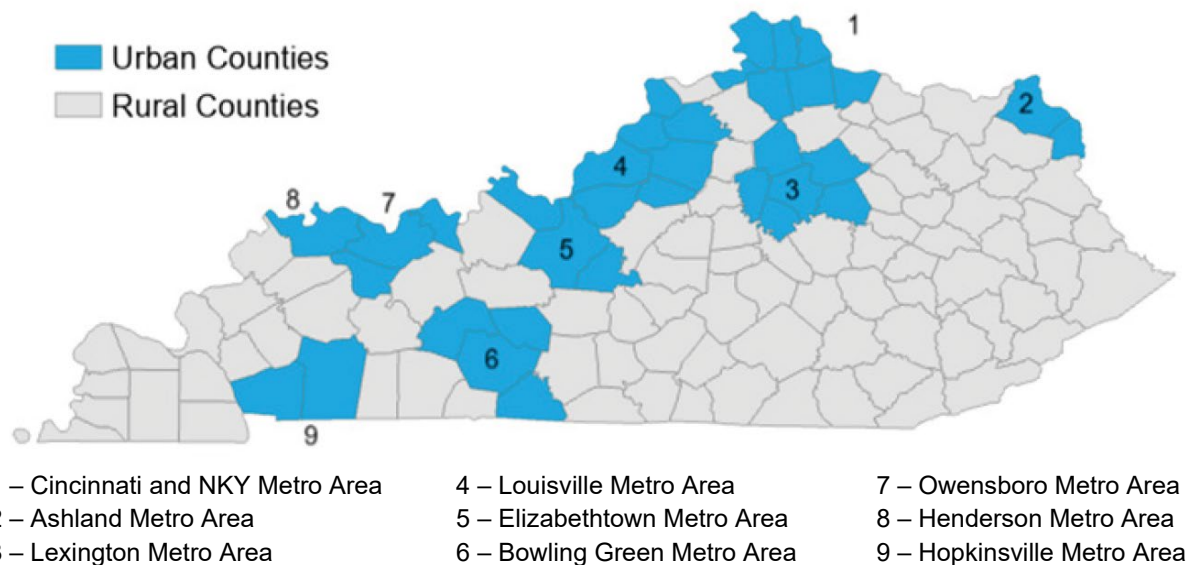 Urban Counties
Rural Counties
1
2
3
4
5
6
7
8
9
– Cincinnati and NKY Metro Area
– Ashland Metro Area
– Lexington Metro Area
4 – Louisville Metro Area
5 – Elizabethtown Metro Area
6 – Bowling Green Metro Area
7 – Owensboro Metro Area
8 – Henderson Metro Area
9 – Hopkinsville Metro Area